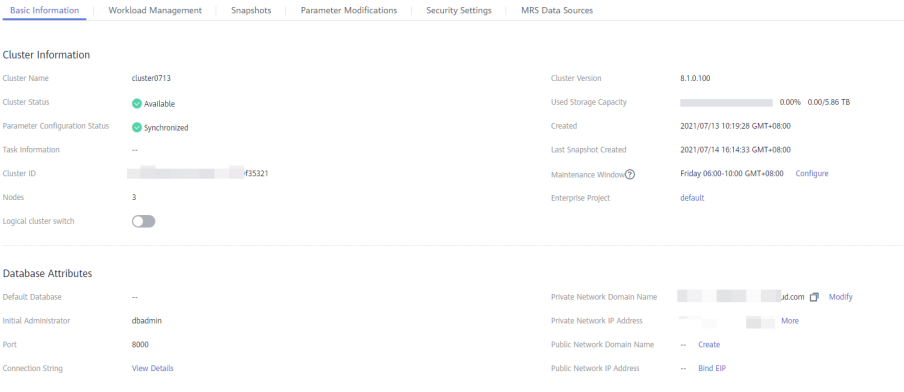 Basic Information Workload Management Snapshots Parameter Modifications Security Settings MRS Data Sources
Cluster Information
Cluster Name cluster0713 Cluster Version 8.1.0.100
Cluster Status Available Used Storage Capacity 0.00% 0.00/5.86 TB
Parameter Configuration Status Synchronized Created 2021/07/13 10:19:28 GMT+08:00
Task Information -- Last Snapshot Created 2021/07/14 16:14:33 GMT+08:00
Cluster ID f35321 Maintenance Window ? Friday 06:00-10:00 GMT+08:00 Configure
Nodes 3 Enterprise Project default
Logical cluster switch
Database Attributes
Default Database -- Private Network Domain Name ud.com Modify
Initial Administrator dbadmin Private Network IP Address More
Port 8000 Public Network Domain Name -- Create
Connection String View Details Public Network IP Address -- Bind EIP